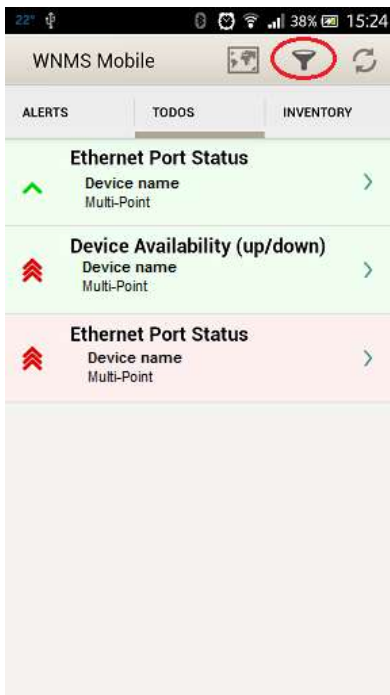 22° 38% 15:24
WNMS Mobile
ALERTS TODOS INVENTORY
Ethernet Port Status
Device name
Multi-Point
Device Availability (up/down)
Device name
Multi-Point
Ethernet Port Status
Device name
Multi-Point